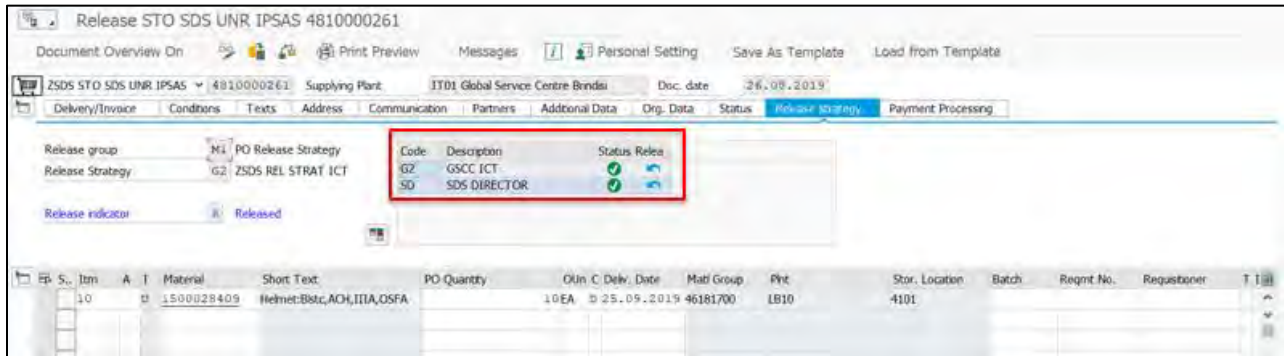 Release STO SDS UNR IPSAS 4810000261
Document Overview On Print Preview Messages Personal Setting Save As Template Load from Template
ZSDS STO SDS UNR IPSAS 4810000261 Supplying Plant IT01 Global Service Centre Brindisi Doc. date 26.09.2019
Delivery/Invoice Conditions Texts Address Communication Partners Additional Data Org. Data Status Release Strategy Payment Processing
Release group M1 PO Release Strategy
Code Description Status Relea
Release Strategy G2 ZSDS REL STRAT ICT
G2 GSCC ICT
SD SDS DIRECTOR
Release indicator R Released
S.. Itm A I Material Short Text PO Quantity OUn C Deliv. Date Matl Group Plnt Stor. Location Batch Reqmt No. Requisitioner T I
10 U 1500028409 Helmet:Blstc,ACH,IIIA,OSFA 10 EA D 25.09.2019 46181700 LB10 4101